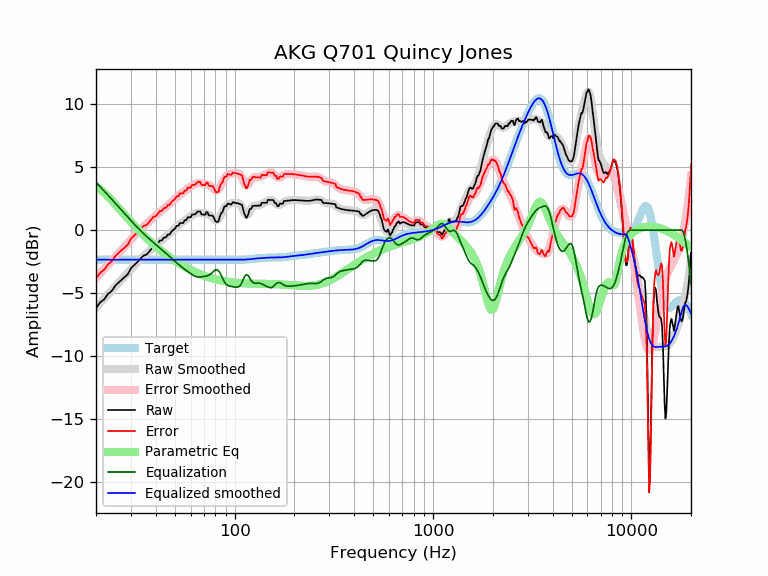 AKG Q701 Quincy Jones
Amplitude (dBr)
10
5
0
−5
−10
−15
−20
Target
Raw Smoothed
Error Smoothed
Raw
Error
Parametric Eq
Equalization
Equalized smoothed
100
1000
10000
Frequency (Hz)